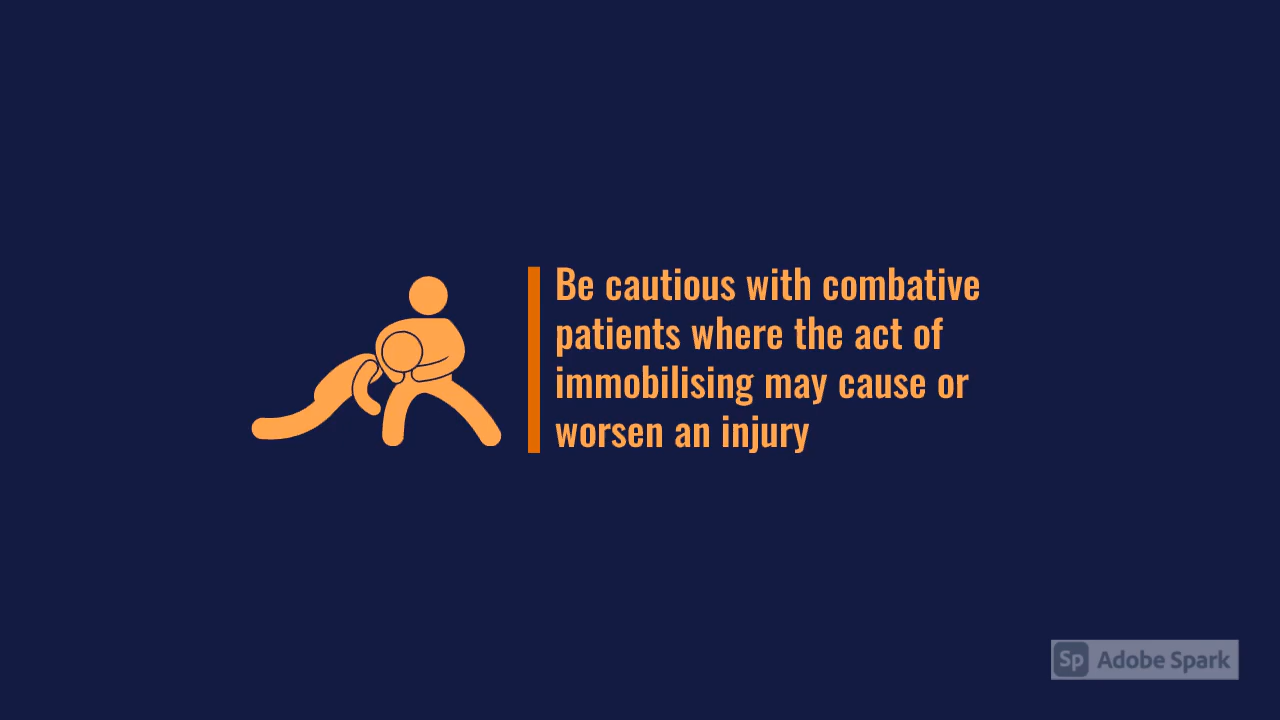 Be cautious with combative
patients where the act of
immobilising may cause or
worsen an injury
Sp Adobe Spark